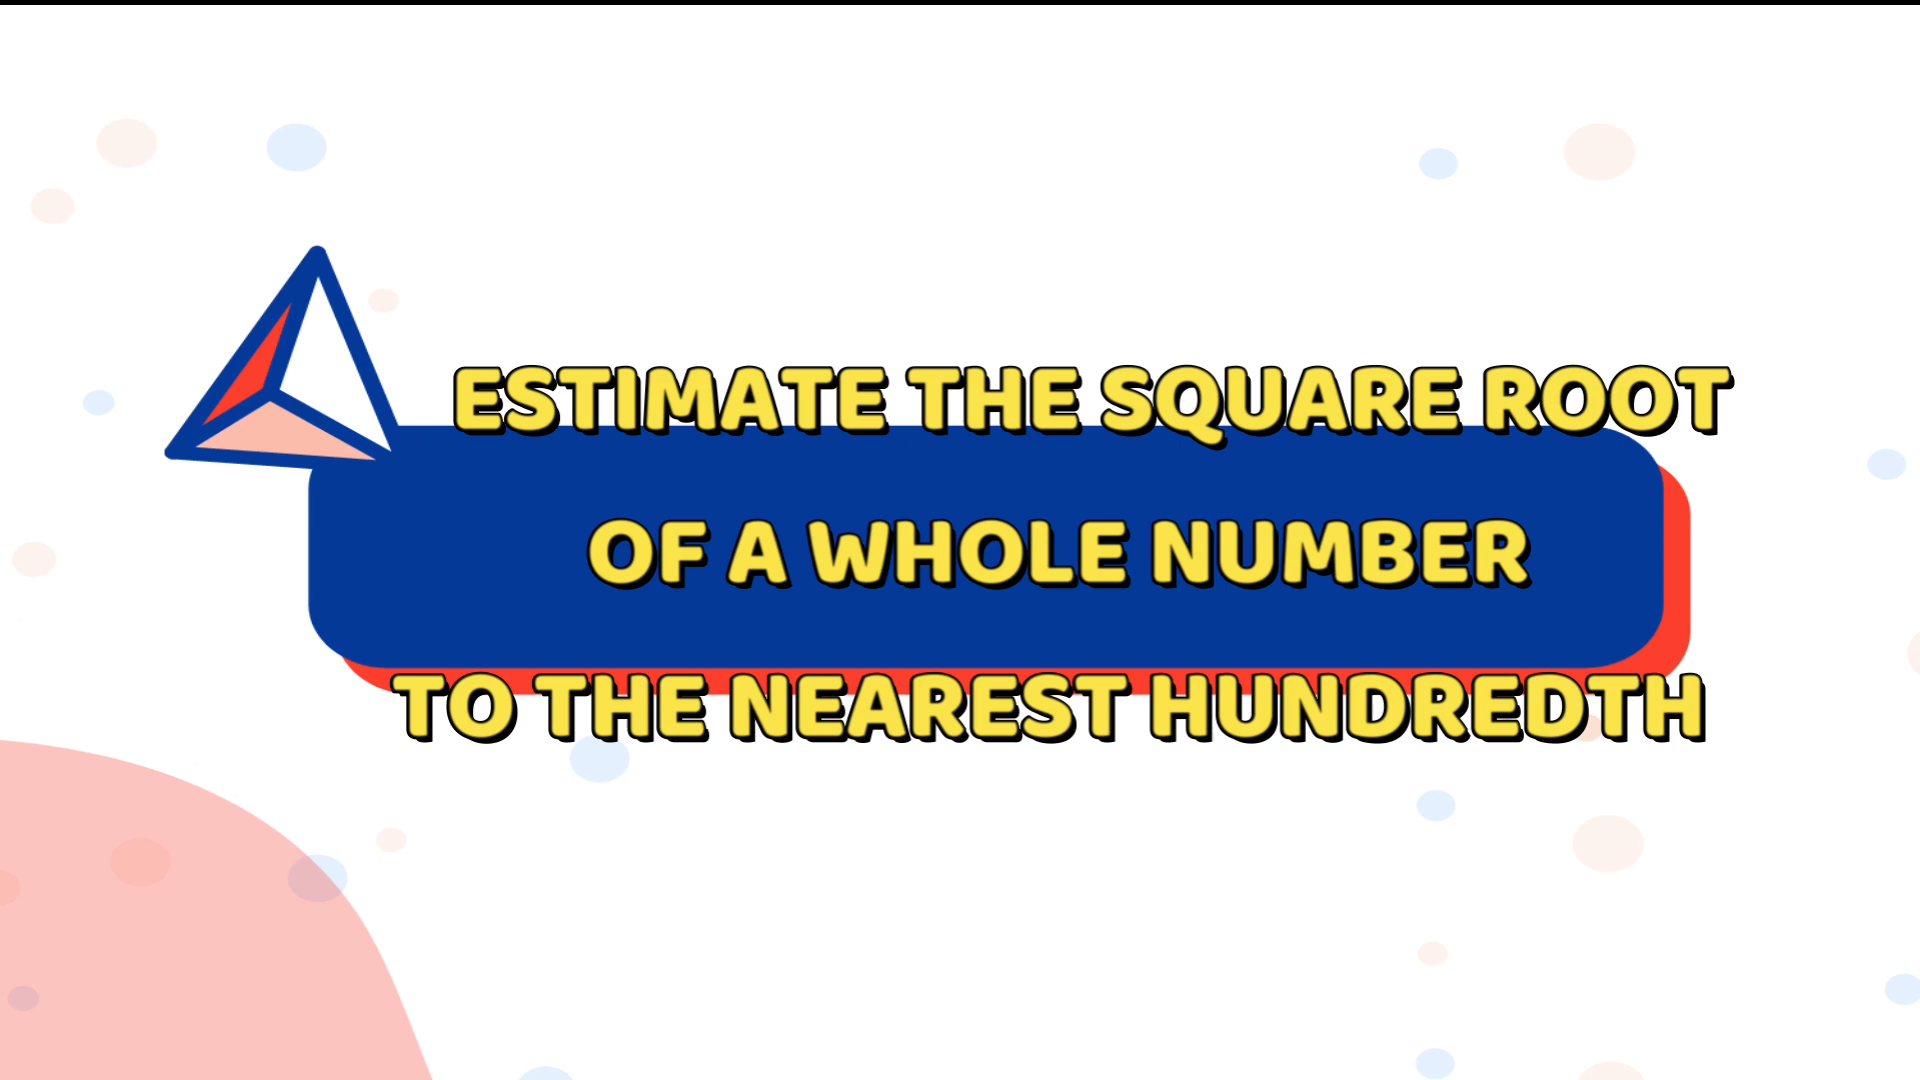 ESTIMATE THE SQUARE ROOT
OF A WHOLE NUMBER
TO THE NEAREST HUNDREDTH